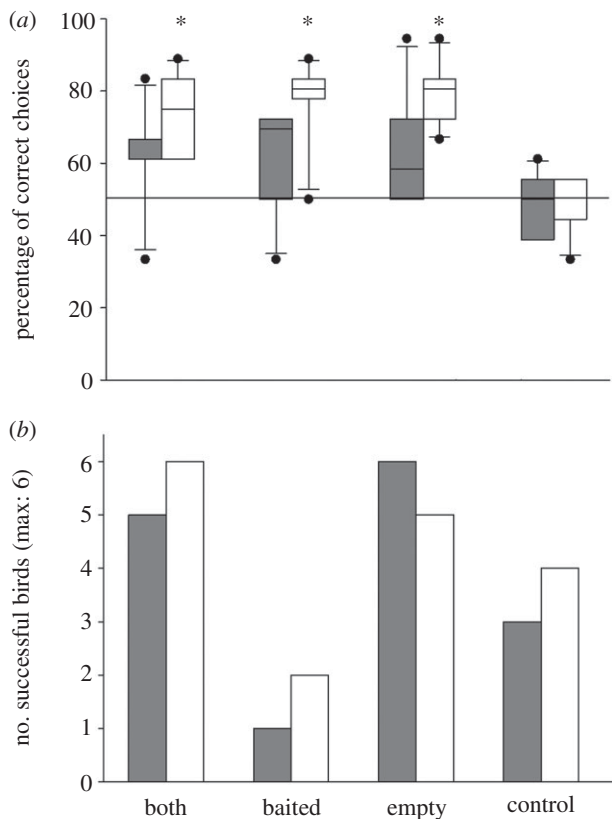 (a)
percentage of correct choices
100
80
60
40
20
0
* * *
(b)
no. successful birds (max: 6)
6
5
4
3
2
1
0
both baited empty control